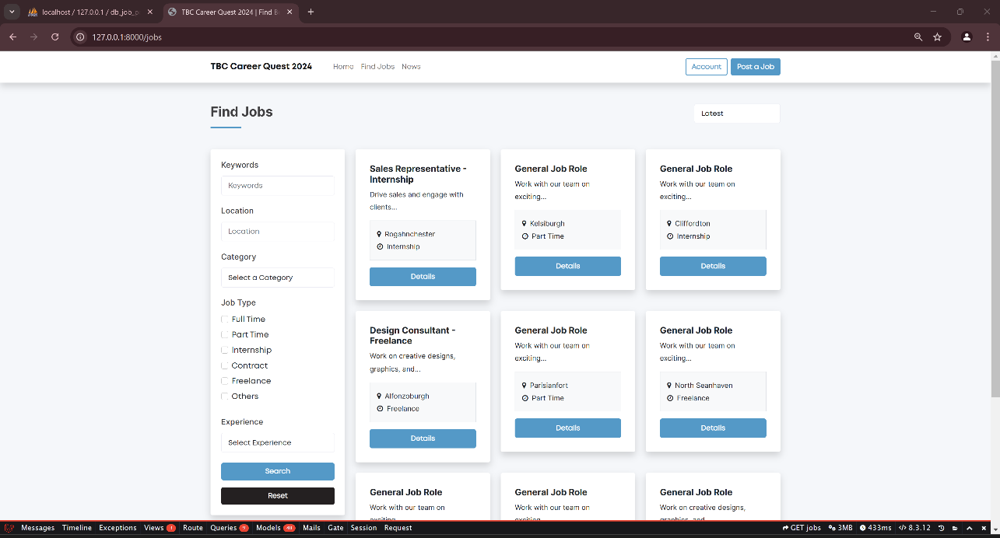 localhost / 127.0.0.1 / db_job_p
TBC Career Quest 2024 | Find B
127.0.0.1:8000/jobs
TBC Career Quest 2024
Home
Find Jobs
News
Account
Post a Job
Find Jobs
Latest
Keywords
Keywords
Location
Location
Category
Select a Category
Job Type
Full Time
Part Time
Internship
Contract
Freelance
Others
Experience
Select Experience
Search
Reset
Sales Representative -
Internship
Drive sales and engage with
clients...
Rogahnchester
Internship
Details
General Job Role
Work with our team on
exciting...
Kelsiburgh
Part Time
Details
General Job Role
Work with our team on
exciting...
Cliffordton
Internship
Details
Design Consultant -
Freelance
Work on creative designs,
graphics, and...
Alfonzoburgh
Freelance
Details
General Job Role
Work with our team on
exciting...
Parisianfort
Part Time
Details
General Job Role
Work with our team on
exciting...
North Seanhaven
Freelance
Details
General Job Role
Work with our team on
exciting...
General Job Role
Work with our team on
exciting...
General Job Role
Work on creative designs,
graphics, and...
Messages Timeline Exceptions Views 3 Route Queries 9 Models 40 Mails Gate Session Request GET jobs 3MB 433ms 8.3.12